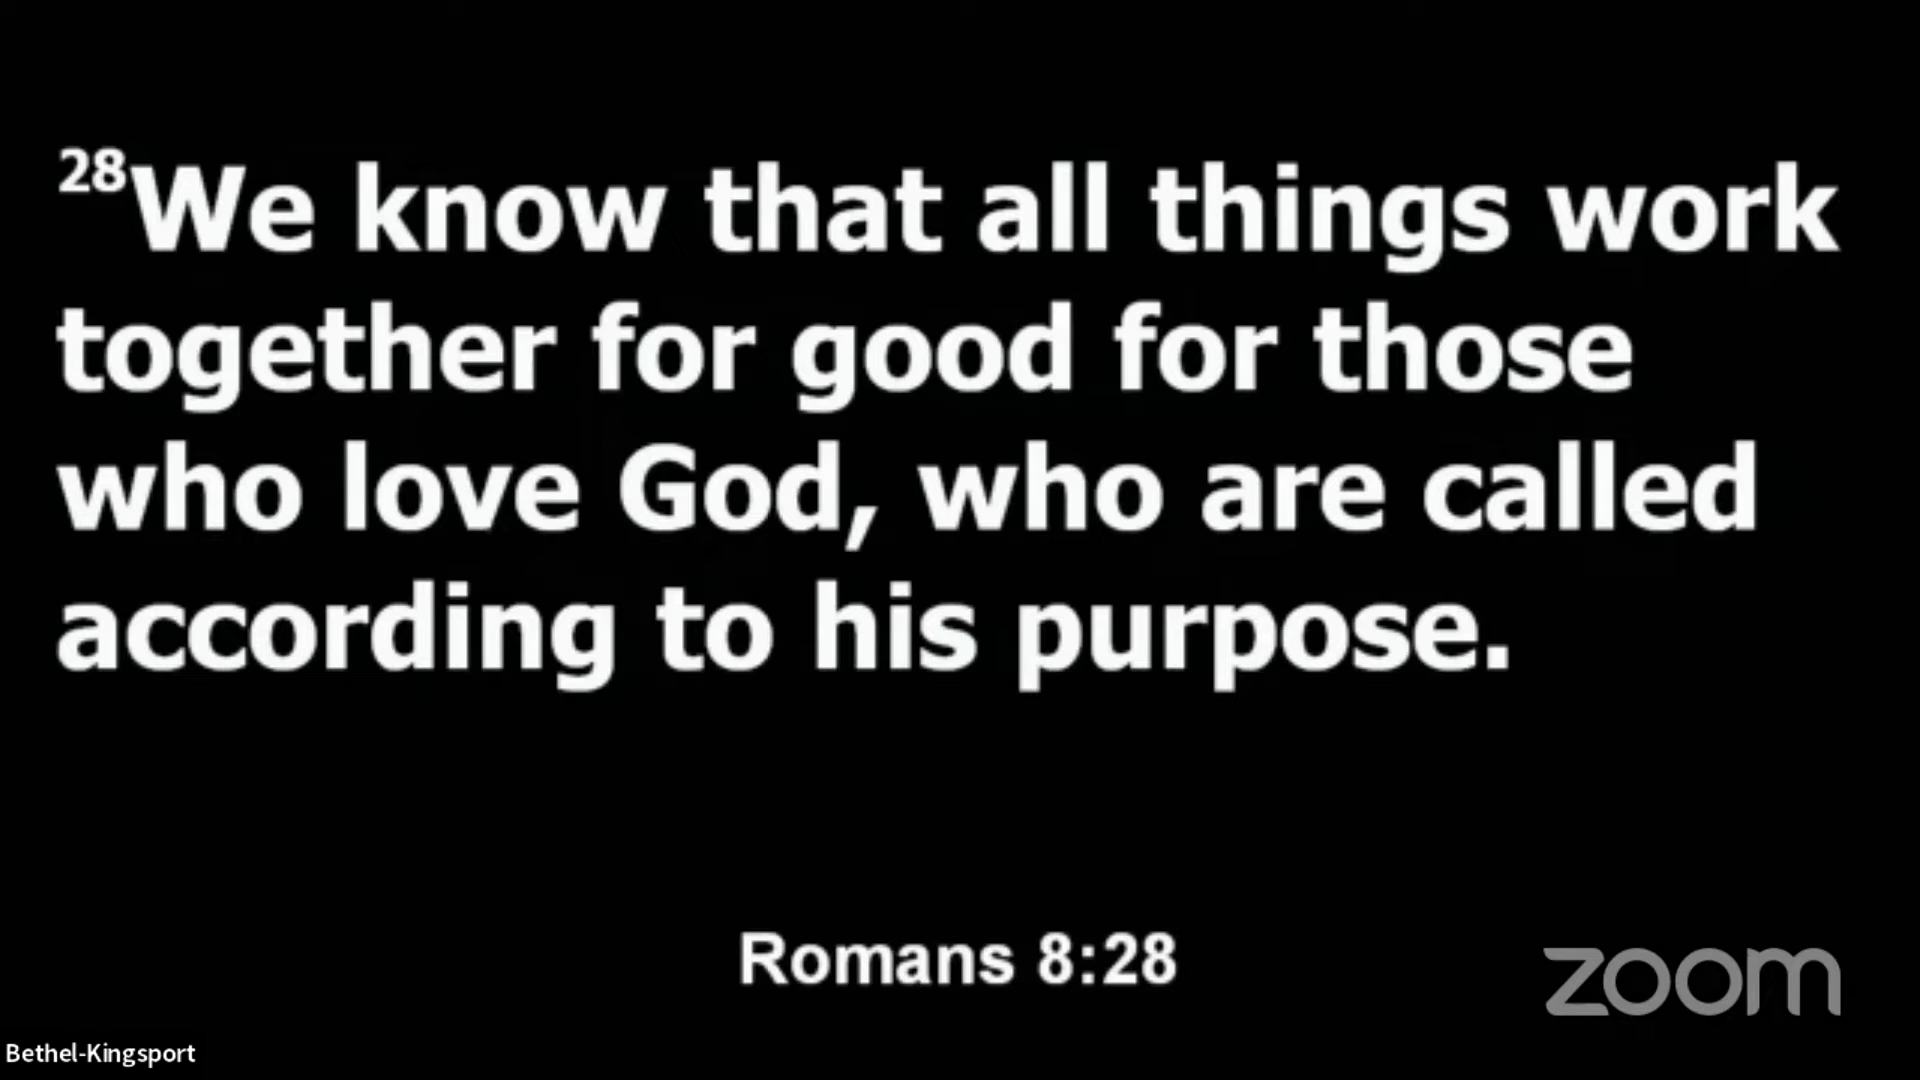 28We know that all things work
together for good for those
who love God, who are called
according to his purpose.
Romans 8:28
zoom
Bethel-Kingsport